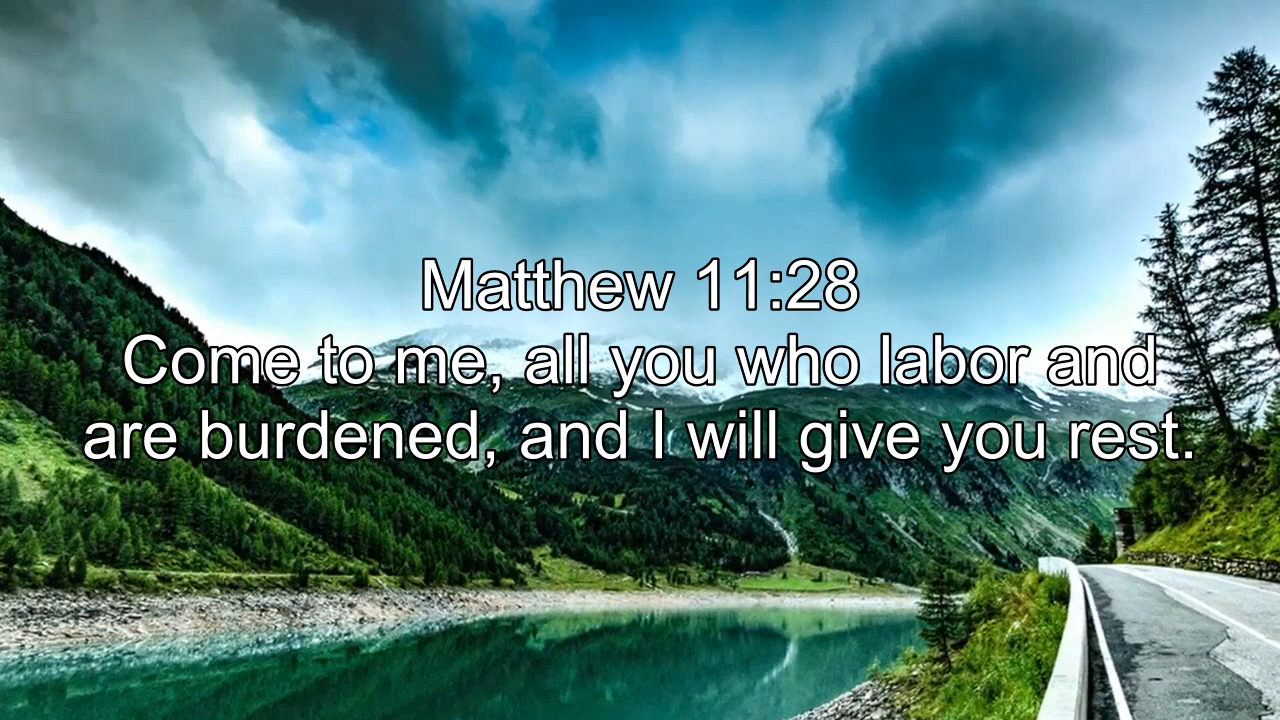 Matthew 11:28
Come to me, all you who labor and
are burdened, and I will give you rest.